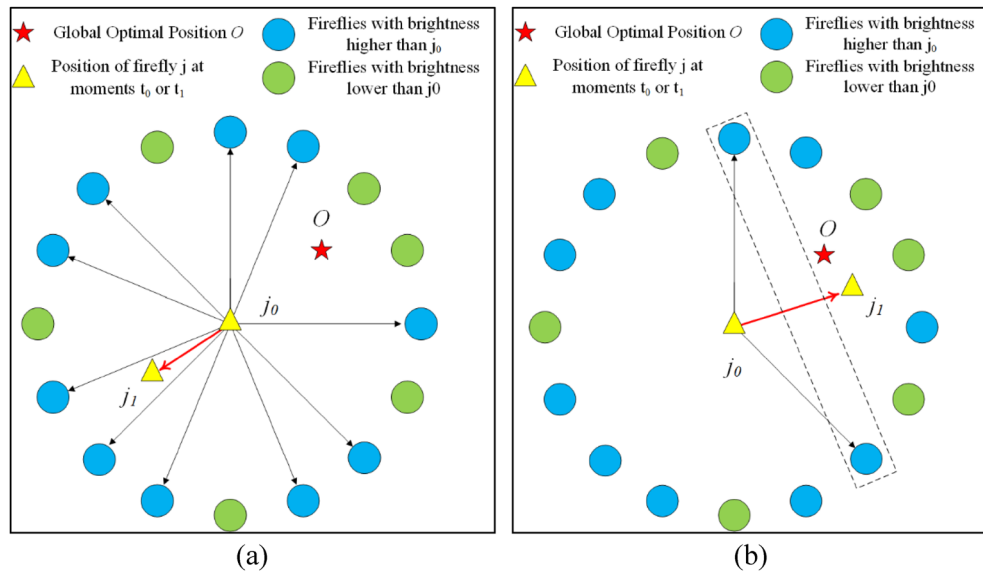 Global Optimal Position O
Fireflies with brightness
higher than j0
Position of firefly j at
moments t0 or t1
Fireflies with brightness
lower than j0
O
j0
j1
(a)
Global Optimal Position O
Fireflies with brightness
higher than j0
Position of firefly j at
moments t0 or t1
Fireflies with brightness
lower than j0
O
j1
j0
(b)